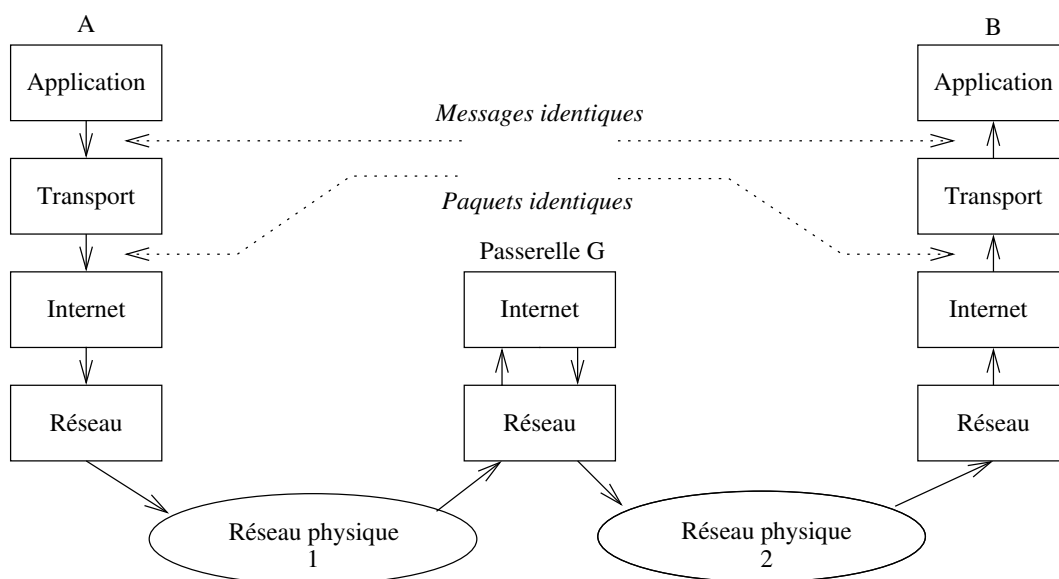 A
B
Application
Application
Messages identiques
Transport
Transport
Paquets identiques
Passerelle G
Internet
Internet
Internet
Réseau
Réseau
Réseau
Réseau physique
1
Réseau physique
2